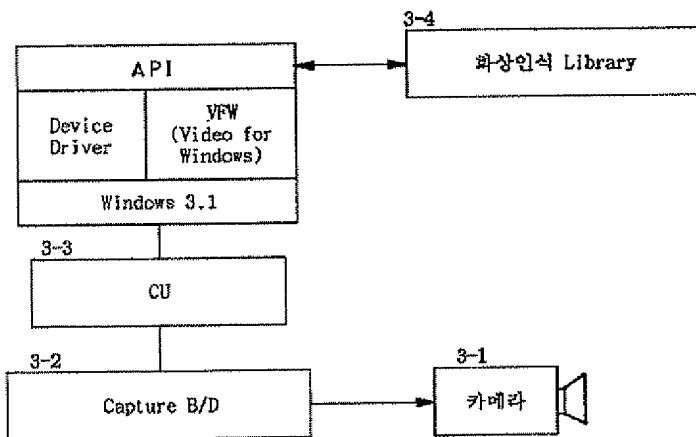 3-4
화상인식 Library
API
Device
Driver
VFW
(Video for
Windows)
Windows 3.1
3-3
CU
3-2
Capture B/D
3-1
카메라